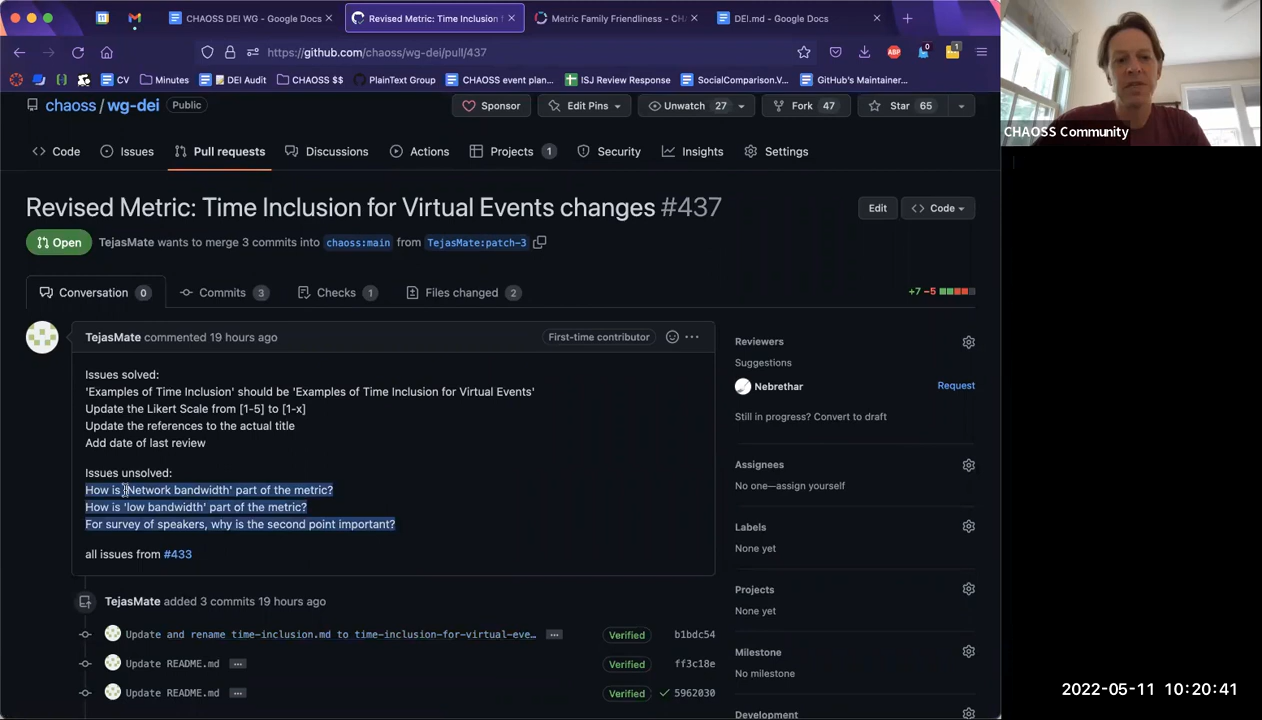 CHAOSS DEI WG - Google Docs
Revised Metric: Time Inclusion f
Metric Family Friendliness - CHA
DEI.md - Google Docs
https://github.com/chaoss/wg-dei/pull/437
ABP
0
1
CV
Minutes
DEI Audit
CHAOSS $$
PlainText Group
CHAOSS event plan...
ISJ Review Response
SocialComparison.V...
GitHub's Maintainer...
chaoss / wg-dei
Public
Sponsor
Edit Pins
Unwatch 27
Fork 47
Star 65
Code
Issues
Pull requests
Discussions
Actions
Projects 1
Security
Insights
Settings
Revised Metric: Time Inclusion for Virtual Events changes #437
Edit
Code
Open
TejasMate wants to merge 3 commits into chaoss:main from TejasMate:patch-3
Conversation 0
Commits 3
Checks 1
Files changed 2
+7 −5
TejasMate commented 19 hours ago
First-time contributor
Issues solved:
'Examples of Time Inclusion' should be 'Examples of Time Inclusion for Virtual Events'
Update the Likert Scale from [1-5] to [1-x]
Update the references to the actual title
Add date of last review
Issues unsolved:
How is 'Network bandwidth' part of the metric?
How is 'low bandwidth' part of the metric?
For survey of speakers, why is the second point important?
all issues from #433
TejasMate added 3 commits 19 hours ago
Update and rename time-inclusion.md to time-inclusion-for-virtual-eve…
Verified
b1bdc54
Update README.md
Verified
ff3c18e
Update README.md
Verified
5962030
Reviewers
Suggestions
Nebrethar
Request
Still in progress? Convert to draft
Assignees
No one—assign yourself
Labels
None yet
Projects
None yet
Milestone
No milestone
Development
CHAOSS Community
2022-05-11 10:20:41